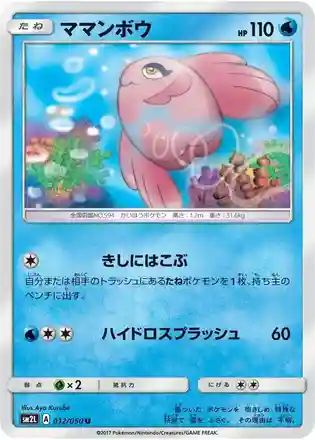 たね ママンボウ HP 110
全国図鑑NO.594 かいほうポケモン 高さ：1.2m 重さ：31.6kg
きしにはこぶ
自分または相手のトラッシュにあるたねポケモンを1枚、持ち主の
ベンチに出す。
ハイドロスプラッシュ 60
弱点 ×2 抵抗力 にげる
Illus. Aya Kusube
SM2L A 012/050 U
©2017 Pokémon/Nintendo/Creatures/GAME FREAK.